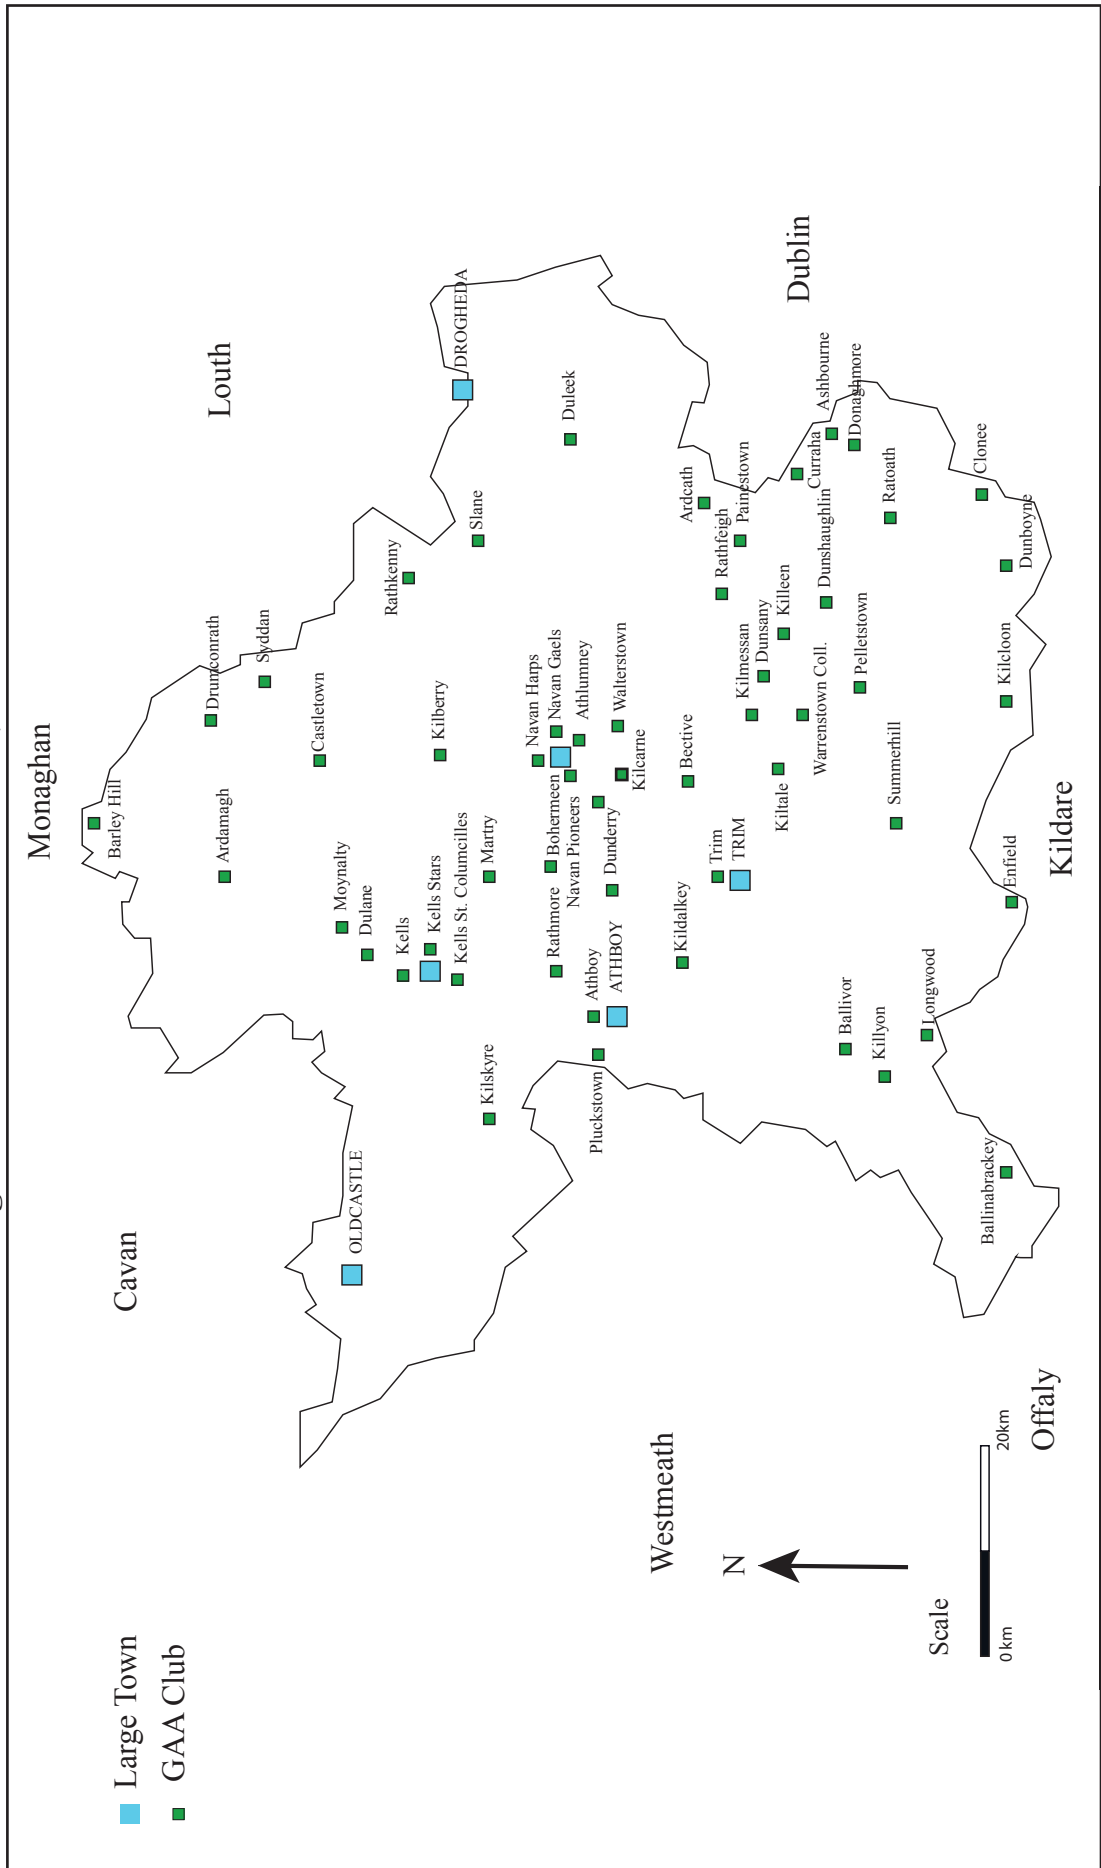 Large Town
GAA Club
Monaghan
Louth
Cavan
Dublin
Westmeath
Kildare
Offaly
N
Scale
0 km
20km
Barley Hill
Ardamagh
Drumconrath
Syddan
Castletown
Moynalty
Dulane
Kells
Kells Stars
Kells St. Columcilles
OLDCASTLE
Kilskyre
Martry
Kilberry
Rathkenny
Slane
DROGHEDA
Duleek
Navan Harps
Navan Gaels
Athlumney
Walterstown
Kilcarne
Bohermeen
Navan Pioneers
Dunderry
Rathmore
Athboy
ATHBOY
Pluckstown
Kildalkey
Trim
TRIM
Bective
Ardcath
Rathfeigh
Painestown
Kilmessan
Dunsany
Killeen
Curraha
Ashbourne
Donaghmore
Dunshaughlin
Ratoath
Warrenstown Coll.
Pelletstown
Kiltale
Summerhill
Clonee
Dunboyne
Kilcloon
Enfield
Longwood
Ballivor
Killyon
Ballinabrackey